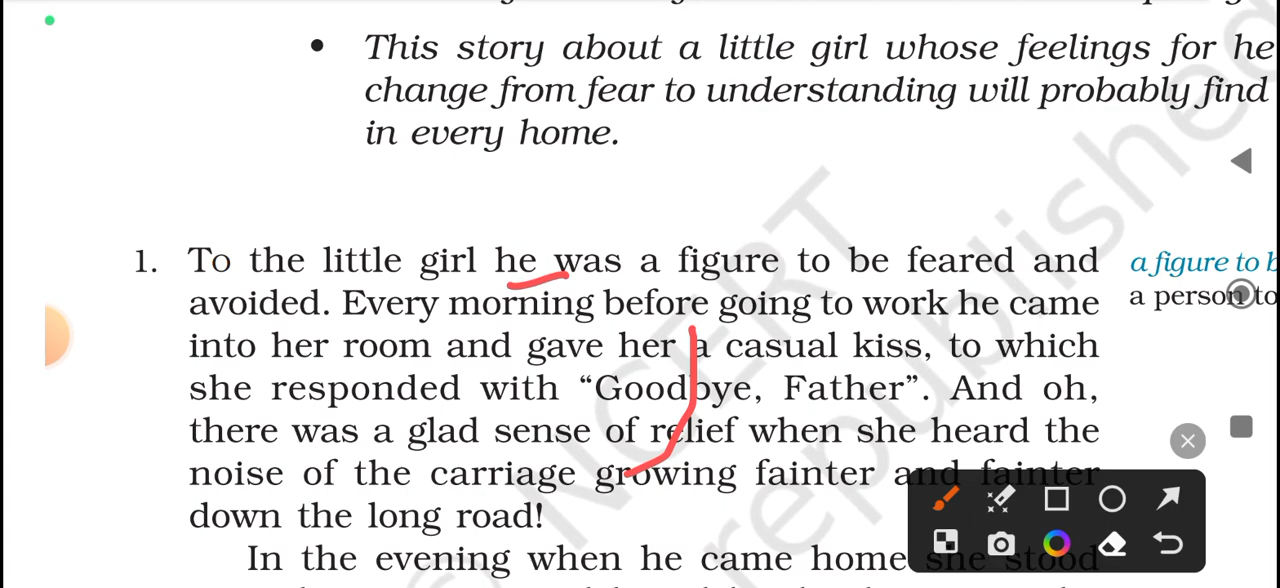 • This story about a little girl whose feelings for he
change from fear to understanding will probably find
in every home.
1. To the little girl he was a figure to be feared and
avoided. Every morning before going to work he came
into her room and gave her a casual kiss, to which
she responded with “Goodbye, Father”. And oh,
there was a glad sense of relief when she heard the
noise of the carriage growing fainter and fainter
down the long road!
In the evening when he came home she stood
a figure to b
a person to
NCERT
republished